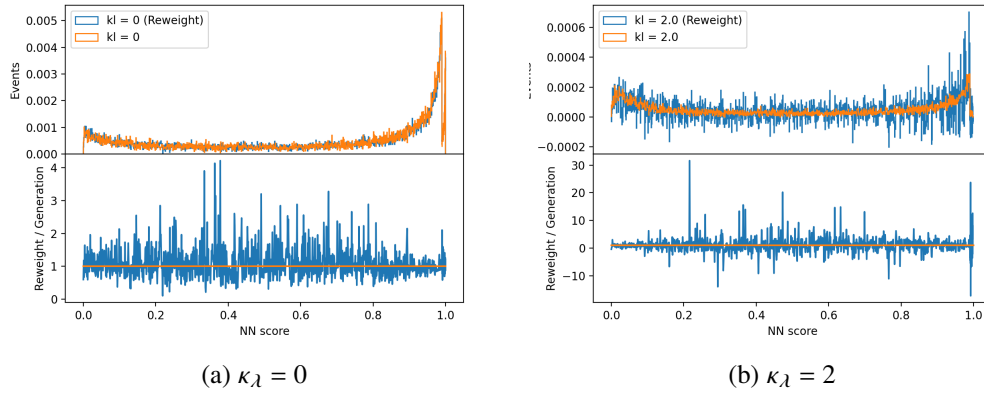 kl = 0 (Reweight)
kl = 0
Events
0.005
0.004
0.003
0.002
0.001
0.000
Reweight / Generation
4
3
2
1
0
0.0 0.2 0.4 0.6 0.8 1.0
NN score
(a) κλ = 0
kl = 2.0 (Reweight)
kl = 2.0
0.0006
0.0004
0.0002
0.0000
−0.0002
Reweight / Generation
30
20
10
0
−10
0.0 0.2 0.4 0.6 0.8 1.0
NN score
(b) κλ = 2